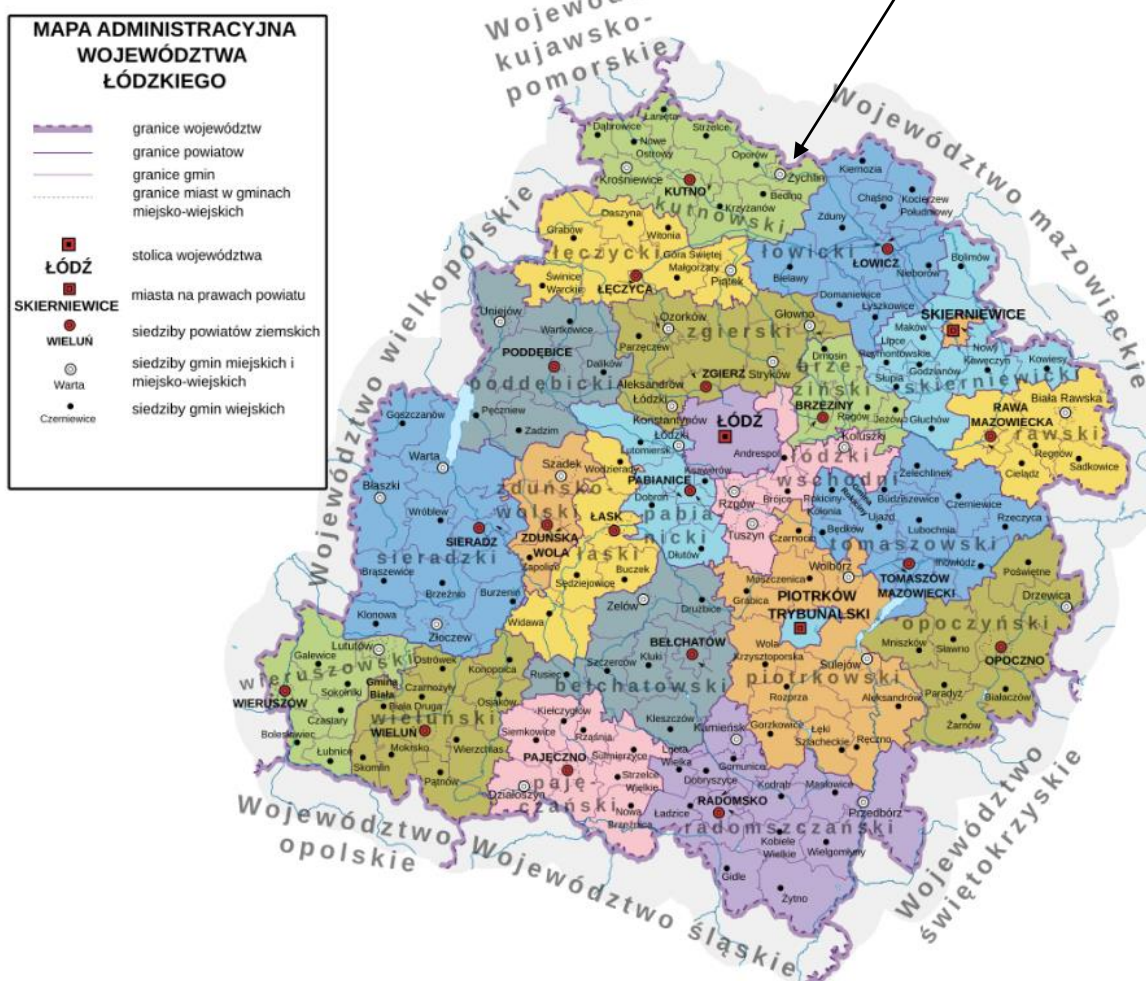 MAPA ADMINISTRACYJNA
WOJEWÓDZTWA
ŁÓDZKIEGO
granice województw
granice powiatow
granice gmin
granice miast w gminach
miejsko-wiejskich
ŁÓDŹ
stolica województwa
SKIERNIEWICE
miasta na prawach powiatu
WIELUŃ
siedziby powiatów ziemskich
Warta
siedziby gmin miejskich i
miejsko-wiejskich
Czerniewice
siedziby gmin wiejskich
kujawsko-
pomorskie
Województwo mazowieckie
Województwo wielkopolskie
Województwo
opolskie
Województwo śląskie
Województwo
świętokrzyskie
Łanięta
Dąbrowice
Strzelce
Nowe
Ostrowy
Oporów
Żychlin
Krośniewice
KUTNO
Bedlno
Krzyżanów
kutnowski
Kiernozia
Chąśno
Kocierzew
Południowy
Zduny
łowicki
ŁOWICZ
Bielawy
Nieborów
Bolimów
Domaniewice
Łyszkowice
Daszyna
Grabów
Witonia
łęczycki
Góra Świętej
Małgorzaty
Świnice
Warckie
ŁĘCZYCA
Piątek
Uniejów
Wartkowice
PODDĘBICE
Dalików
poddębicki
Pęczniew
Zadzim
Ozorków
Głowno
zgierski
Parzęczew
ZGIERZ
Stryków
Aleksandrów
Łódzki
Konstantynów
Łódzki
SKIERNIEWICE
Maków
Lipce
Reymontowskie
Nowy
Kawęczyn
Kowiesy
Godzianów
Słupia
skierniewicki
Głuchów
Dmosin
brze-
ziński
BRZEZINY
Rogów
Jeżów
Biała Rawska
RAWA
MAZOWIECKA
rawski
Regnów
Cielądz
Sadkowice
ŁÓDŹ
Andrespol
Koluszki
łódzki
wschodni
Rzgów
Brójce
Tuszyn
Lutomiersk
Ksawerów
PABIANICE
Dobroń
pabia
nicki
Dłutów
Goszczanów
Warta
Błaszki
Wróblew
SIERADZ
sieradzki
Brąszewice
Brzeźnio
Burzenin
Klonowa
Złoczew
Szadek
zduńsko-
wolski
ZDUŃSKA
WOLA
Zapolice
Wodzierady
ŁASK
łaski
Buczek
Sędziejowice
Widawa
Żelechlinek
Rokiciny-
Kolonia
Gmina
Rokiciny
Budziszewice
Czerniewice
Ujazd
Będków
Lubochnia
Rzeczyca
tomaszowski
Inowłódz
TOMASZÓW
MAZOWIECKI
Czarnocin
Wolbórz
Moszczenica
Grabica
PIOTRKÓW
TRYBUNALSKI
Wola
Krzysztoporska
Sulejów
piotrkowski
Rozprza
Aleksandrów
Gorzkowice
Łęki
Szlacheckie
Ręczno
Poświętne
Drzewica
opoczyński
Mniszków
Sławno
OPOCZNO
Paradyż
Białaczów
Żarnów
Zelów
Drużbice
BEŁCHATÓW
Kluki
Szczerców
Rusiec
bełchatowski
Kleszczów
Lututów
Galewice
wieruszowski
Sokolniki
WIERUSZÓW
Czastary
Bolesławiec
Łubnice
Ostrówek
Konopnica
Gmina
Biała
Czarnożyły
Biała Druga
Osjaków
wieluński
WIELUŃ
Mokrsko
Wierzchlas
Skomlin
Pątnów
Kiełczygłów
Siemkowice
Rząśnia
PAJĘCZNO
Sulmierzyce
Działoszyn
paję-
czański
Strzelce
Wielkie
Nowa
Brzeźnica
Kamieńsk
Lgota
Wielka
Gomunice
Dobryszyce
Kodrąb
Masłowice
RADOMSKO
Ładzice
Przedbórz
radomszczański
Kobiele
Wielkie
Wielgomłyny
Gidle
Żytno